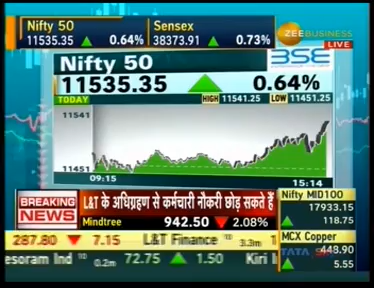 Nifty 50
11535.35 ▲ 0.64%
Sensex
38373.91 ▲ 0.73%
ZEE BUSINESS
LIVE
BSE
Nifty 50
11535.35 ▲ 0.64%
TODAY
HIGH 11541.25 LOW 11451.25
11541
11451
09:15
15:14
BREAKING
NEWS
L&T के अधिग्रहण से कर्मचारी नौकरी छोड़ सकते हैं
Mindtree 942.50 ▼ 2.08%
Nifty MID100
17933.15
▲ 118.75
MCX Copper
448.90
▲ 5.55
287.80 ▼ 7.15 L&T Finance 3.3m
esoram Ind 0.2m 72.75 ▲ 1.50 Kiri I
TATA